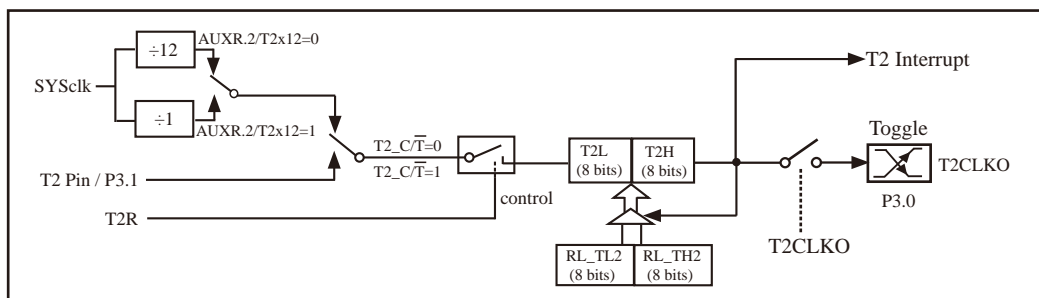 ÷12
AUXR.2/T2x12=0
SYSclk
÷1
AUXR.2/T2x12=1
T2 Pin / P3.1
T2_C/T̅=0
T2_C/T̅=1
T2R
control
T2L
(8 bits)
T2H
(8 bits)
RL_TL2
(8 bits)
RL_TH2
(8 bits)
T2 Interrupt
Toggle
T2CLKO
P3.0
T2CLKO